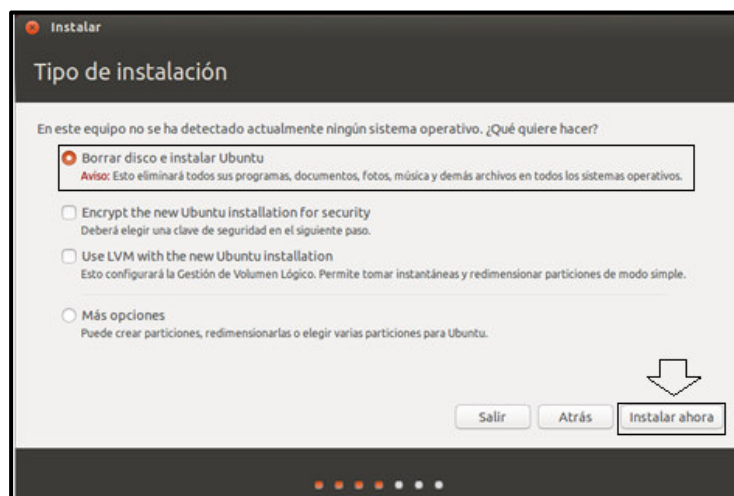 Instalar
Tipo de instalación
En este equipo no se ha detectado actualmente ningún sistema operativo. ¿Qué quiere hacer?
Borrar disco e instalar Ubuntu
Aviso: Esto eliminará todos sus programas, documentos, fotos, música y demás archivos en todos los sistemas operativos.
Encrypt the new Ubuntu installation for security
Deberá elegir una clave de seguridad en el siguiente paso.
Use LVM with the new Ubuntu installation
Esto configurará la Gestión de Volumen Lógico. Permite tomar instantáneas y redimensionar particiones de modo simple.
Más opciones
Puede crear particiones, redimensionarlas o elegir varias particiones para Ubuntu.
Salir Atrás Instalar ahora